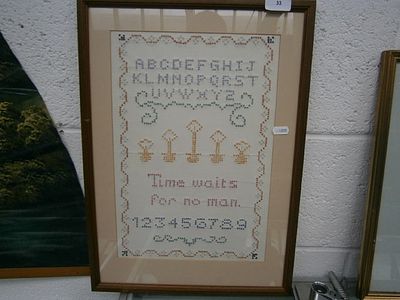 33
ABCDEFGHIJ
KLMNOPQRST
UVWXYZ
Time waits
for no man.
123456789